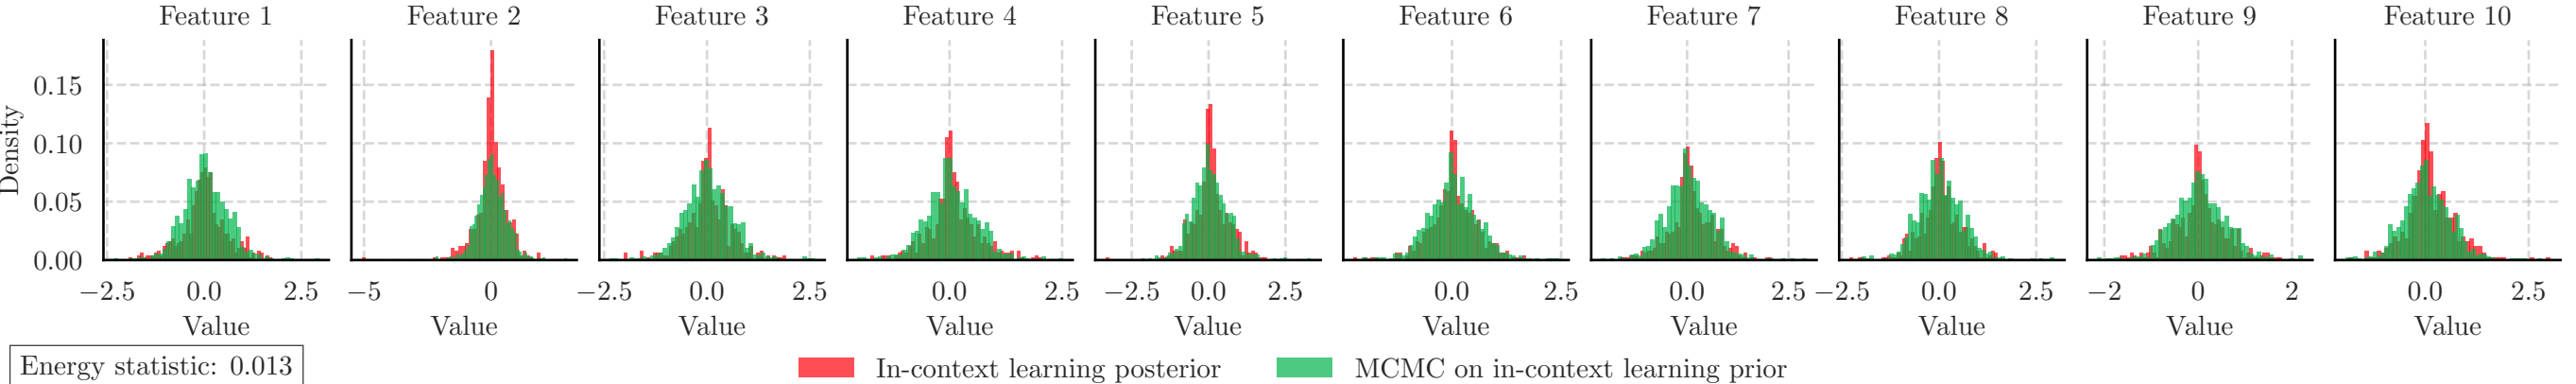 Feature 1 Feature 2 Feature 3 Feature 4 Feature 5 Feature 6 Feature 7 Feature 8 Feature 9 Feature 10
Density
0.15
0.10
0.05
0.00
−2.5 0.0 2.5 −5 0 −2.5 0.0 2.5 0.0 2.5 −2.5 0.0 2.5 0.0 2.5 0.0 2.5 −2.5 0.0 2.5 −2 0 2 0.0 2.5
Value Value Value Value Value Value Value Value Value Value
Energy statistic: 0.013
In-context learning posterior MCMC on in-context learning prior